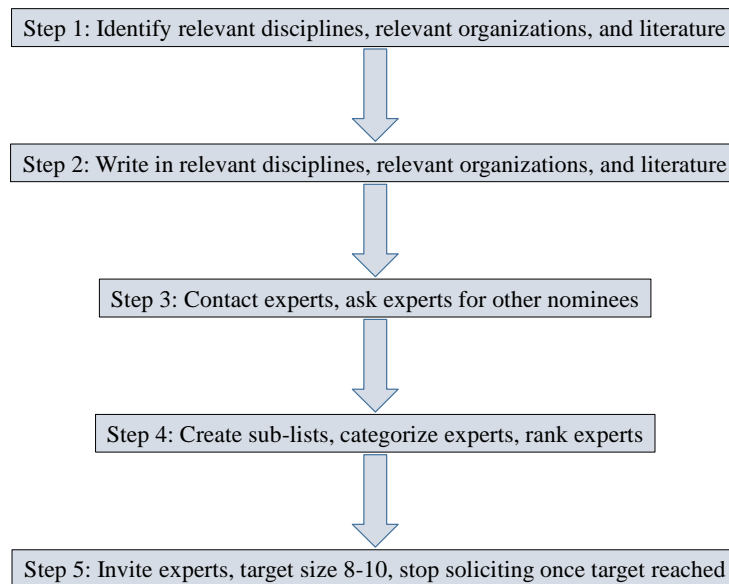 Step 1: Identify relevant disciplines, relevant organizations, and literature
Step 2: Write in relevant disciplines, relevant organizations, and literature
Step 3: Contact experts, ask experts for other nominees
Step 4: Create sub-lists, categorize experts, rank experts
Step 5: Invite experts, target size 8-10, stop soliciting once target reached